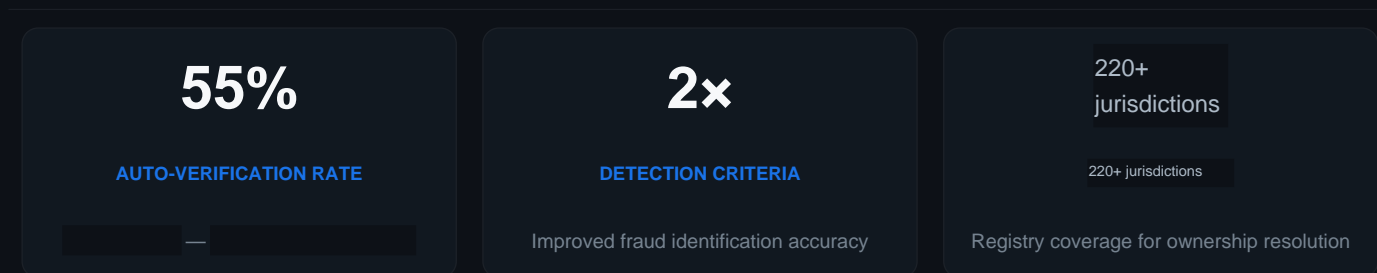 55%
AUTO-VERIFICATION RATE
—
2×
DETECTION CRITERIA
Improved fraud identification accuracy
220+
jurisdictions
220+ jurisdictions
Registry coverage for ownership resolution